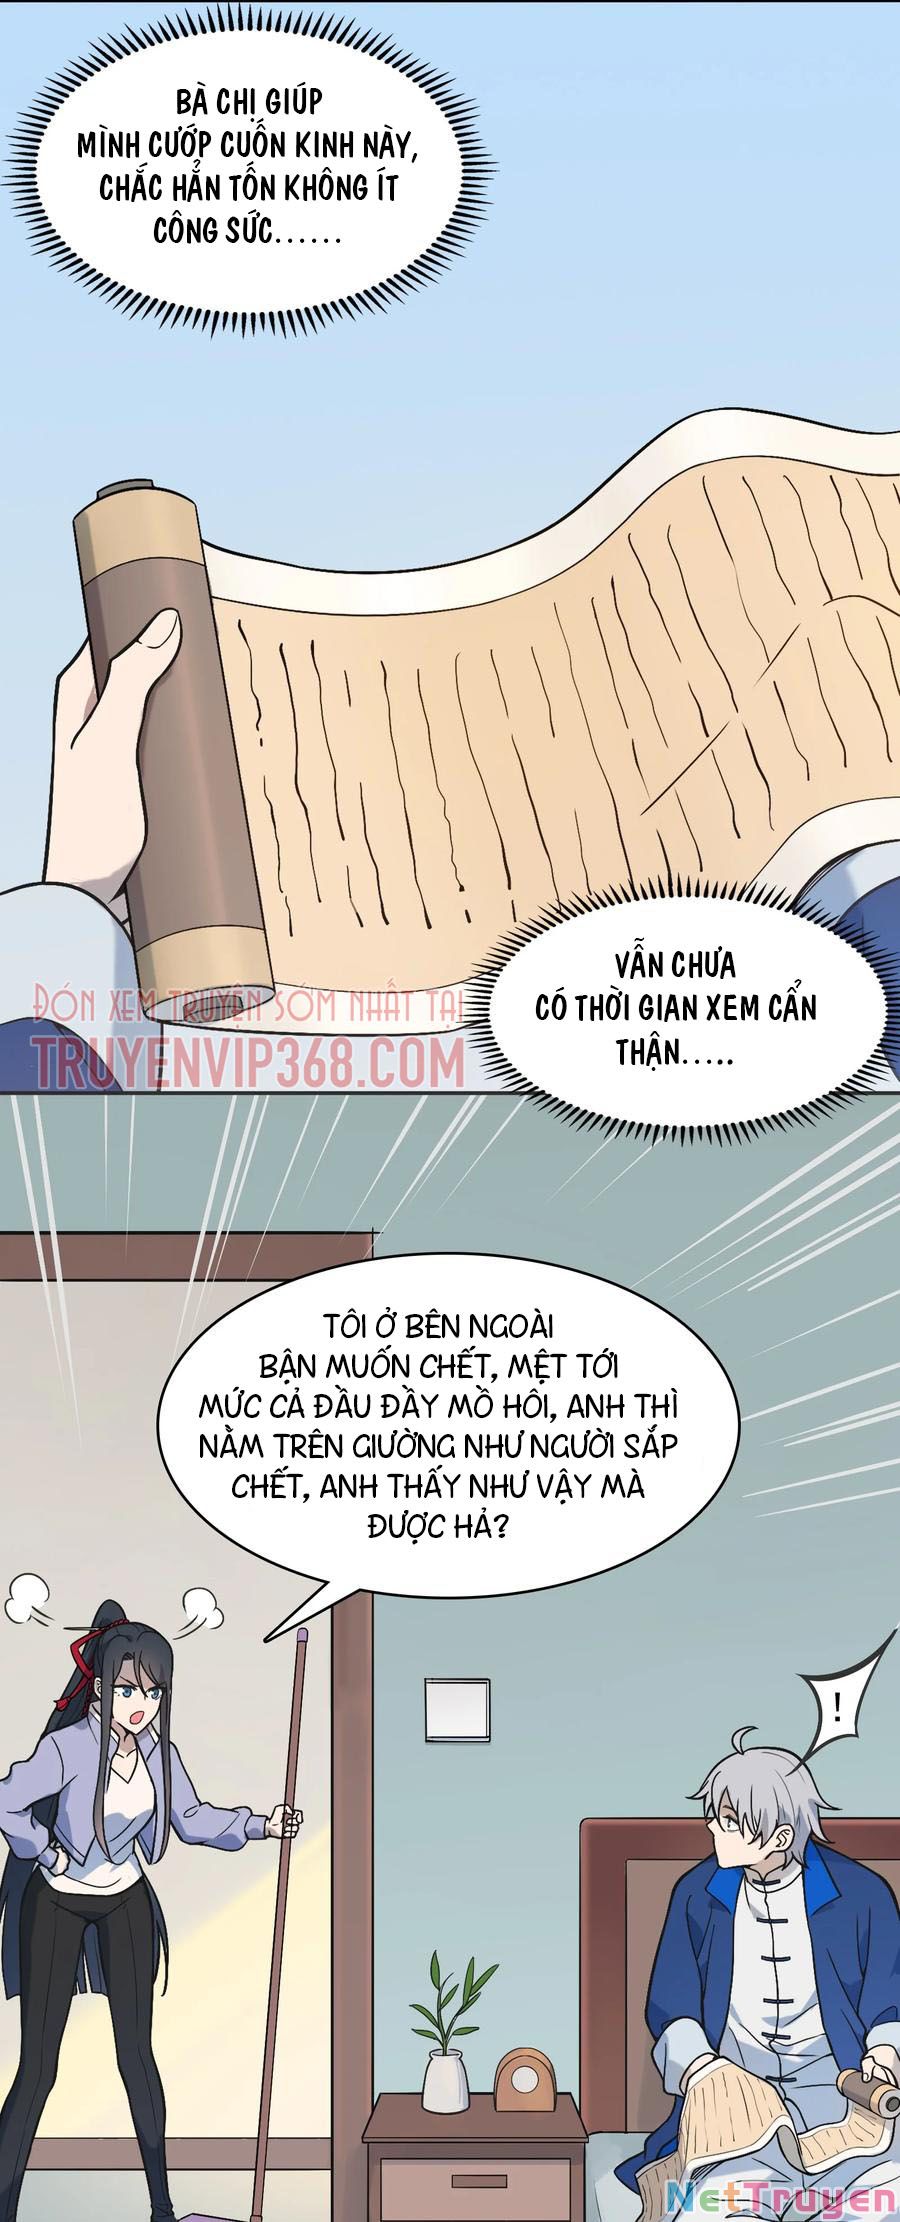 BÀ CHỊ GIÚP
MÌNH CƯỚP CUỐN KINH NÀY,
CHẮC HẲN TỐN KHÔNG ÍT
CÔNG SỨC......
VẪN CHƯA
CÓ THỜI GIAN XEM CẨN
THẬN.....
ĐÓN XEM TRUYỆN SỚM NHẤT TẠI
TRUYENVIP368.COM
TÔI Ở BÊN NGOÀI
BẬN MUỐN CHẾT, MỆT TỚI
MỨC CẢ ĐẦU ĐẦY MỒ HÔI, ANH THÌ
NẰM TRÊN GIƯỜNG NHƯ NGƯỜI SẮP
CHẾT, ANH THẤY NHƯ VẬY MÀ
ĐƯỢC HẢ?
!
NetTruyen